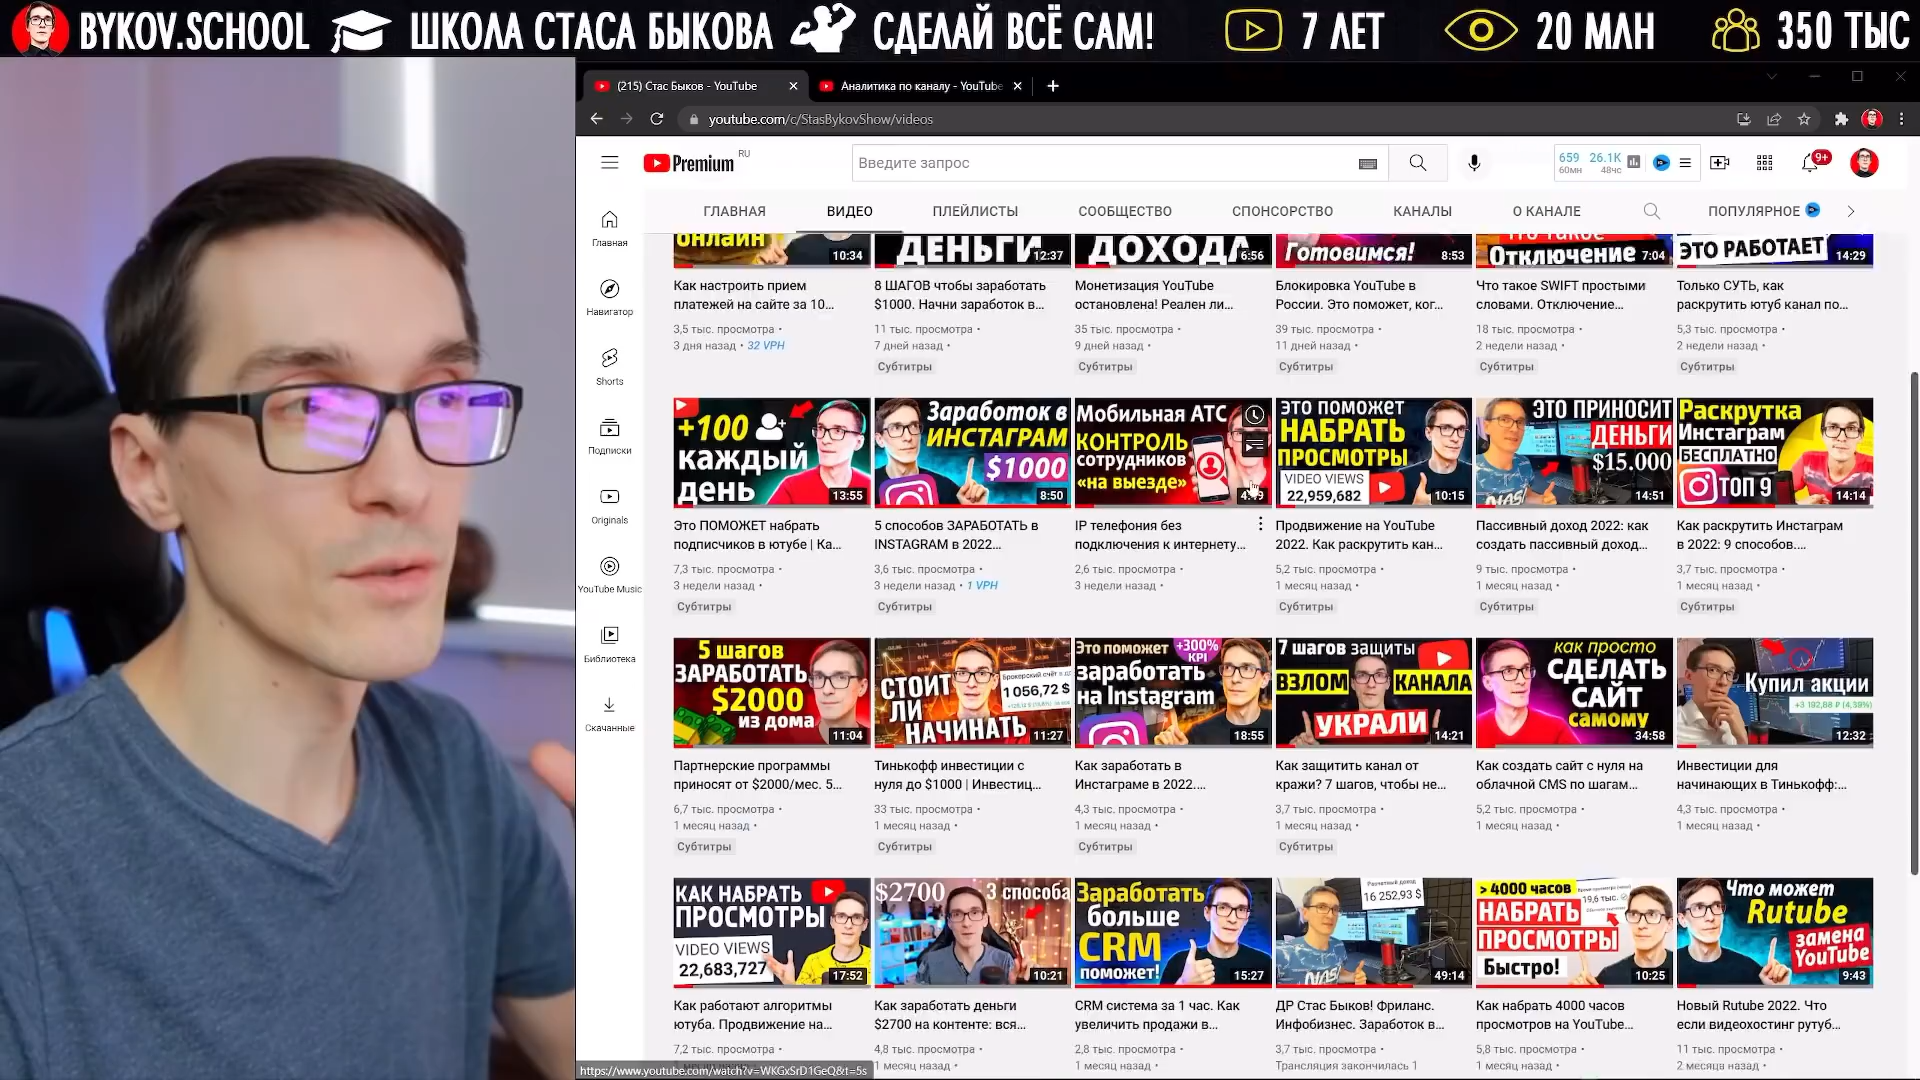 BYKOV.SCHOOL
ШКОЛА СТАСА БЫКОВА
СДЕЛАЙ ВСЁ САМ!
7 ЛЕТ
20 МЛН
350 ТЫС
(215) Стас Быков - YouTube
Аналитика по каналу - YouTube
youtube.com/c/StasBykovShow/videos
Premium
RU
Введите запрос
659
60мн
26.1K
48чс
9+
ГЛАВНАЯ
ВИДЕО
ПЛЕЙЛИСТЫ
СООБЩЕСТВО
СПОНСОРСТВО
КАНАЛЫ
О КАНАЛЕ
ПОПУЛЯРНОЕ
Главная
Навигатор
Shorts
Подписки
Originals
YouTube Music
Библиотека
Скачанные
онлайн
10:34
ДЕНЬГИ
12:37
ДОХОДА
6:56
Готовимся!
8:53
Отключение
7:04
ЭТО РАБОТАЕТ
14:29
Как настроить прием
платежей на сайте за 10...
3,5 тыс. просмотра •
3 дня назад • 32 VPH
8 ШАГОВ чтобы заработать
$1000. Начни заработок в...
11 тыс. просмотра •
7 дней назад •
Субтитры
Монетизация YouTube
остановлена! Реален ли...
35 тыс. просмотра •
9 дней назад •
Субтитры
Блокировка YouTube в
России. Это поможет, ког...
39 тыс. просмотра •
11 дней назад •
Субтитры
Что такое SWIFT простыми
словами. Отключение...
18 тыс. просмотра •
2 недели назад •
Субтитры
Только СУТЬ, как
раскрутить ютуб канал по...
5,3 тыс. просмотра •
2 недели назад •
Субтитры
+100
каждый
день
13:55
Заработок в
ИНСТАГРАМ
$1000
8:50
Мобильная АТС
КОНТРОЛЬ
сотрудников
«на выезде»
ЭТО ПОМОЖЕТ
НАБРАТЬ
ПРОСМОТРЫ
VIDEO VIEWS
22,959,682
10:15
ЭТО ПРИНОСИТ
ДЕНЬГИ
$15.000
14:51
Раскрутка
Инстаграм
БЕСПЛАТНО
ТОП 9
14:14
Это ПОМОЖЕТ набрать
подписчиков в ютубе | Ка...
7,3 тыс. просмотра •
3 недели назад •
Субтитры
5 способов ЗАРАБОТАТЬ в
INSTAGRAM в 2022...
3,6 тыс. просмотра •
3 недели назад • 1 VPH
Субтитры
IP телефония без
подключения к интернету...
2,6 тыс. просмотра •
3 недели назад •
Продвижение на YouTube
2022. Как раскрутить кан...
5,2 тыс. просмотра •
1 месяц назад •
Субтитры
Пассивный доход 2022: как
создать пассивный доход...
9 тыс. просмотра •
1 месяц назад •
Субтитры
Как раскрутить Инстаграм
в 2022: 9 способов....
3,7 тыс. просмотра •
1 месяц назад •
Субтитры
5 шагов
ЗАРАБОТАТЬ
$2000
из дома
11:04
СТОИТ
ЛИ
НАЧИНАТЬ
1 056,72 $
11:27
Это поможет
+300%
KPI
заработать
на Instagram
18:55
7 шагов защиты
ВЗЛОМ
КАНАЛА
УКРАЛИ
14:21
как просто
СДЕЛАТЬ
САЙТ
самому
34:58
Купил акции
+3 192,88 ₽ (4,39%)
12:32
Партнерские программы
приносят от $2000/мес. 5...
6,7 тыс. просмотра •
1 месяц назад •
Субтитры
Тинькофф инвестиции с
нуля до $1000 | Инвестиц...
33 тыс. просмотра •
1 месяц назад •
Субтитры
Как заработать в
Инстаграме в 2022....
4,3 тыс. просмотра •
1 месяц назад •
Субтитры
Как защитить канал от
кражи? 7 шагов, чтобы не...
3,7 тыс. просмотра •
1 месяц назад •
Субтитры
Как создать сайт с нуля на
облачной CMS по шагам...
5,2 тыс. просмотра •
1 месяц назад •
Инвестиции для
начинающих в Тинькофф:...
4,3 тыс. просмотра •
1 месяц назад •
КАК НАБРАТЬ
ПРОСМОТРЫ
VIDEO VIEWS
22,683,727
17:52
$2700
3 способа
10:21
Заработать
больше
CRM
поможет!
15:27
16 252,93 $
49:14
> 4000 часов
НАБРАТЬ
ПРОСМОТРЫ
Быстро!
19,6 тыс.
10:25
Что может
Rutube
замена
YouTube
9:43
Как работают алгоритмы
ютуба. Продвижение на...
7,2 тыс. просмотра •
Как заработать деньги
$2700 на контенте: вся...
4,8 тыс. просмотра •
1 месяц назад •
CRM система за 1 час. Как
увеличить продажи в...
2,8 тыс. просмотра •
1 месяц назад •
ДР Стас Быков! Фриланс.
Инфобизнес. Заработок в...
3,7 тыс. просмотра •
Трансляция закончилась 1
Как набрать 4000 часов
просмотров на YouTube...
5,8 тыс. просмотра •
1 месяц назад •
Новый Rutube 2022. Что
если видеохостинг рутуб...
11 тыс. просмотра •
2 месяца назад •
https://www.youtube.com/watch?v=WKGxSrD1GeQ&t=5s